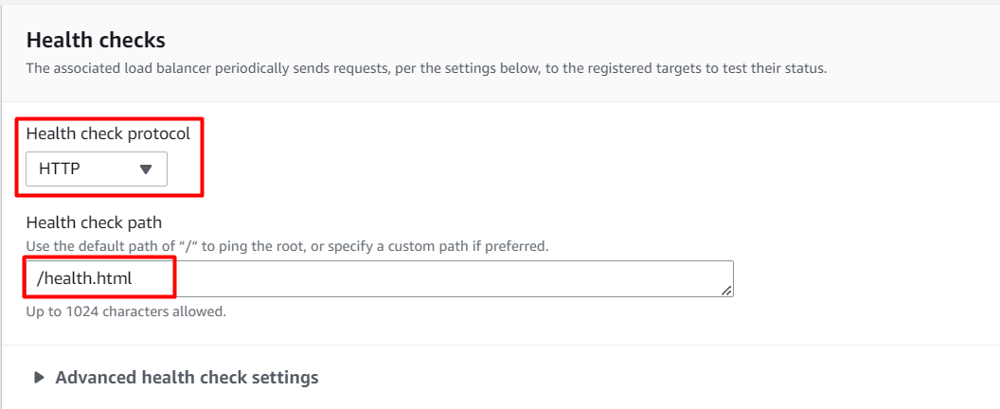 Health checks
The associated load balancer periodically sends requests, per the settings below, to the registered targets to test their status.
Health check protocol
HTTP
Health check path
Use the default path of “/“ to ping the root, or specify a custom path if preferred.
/health.html
Up to 1024 characters allowed.
Advanced health check settings